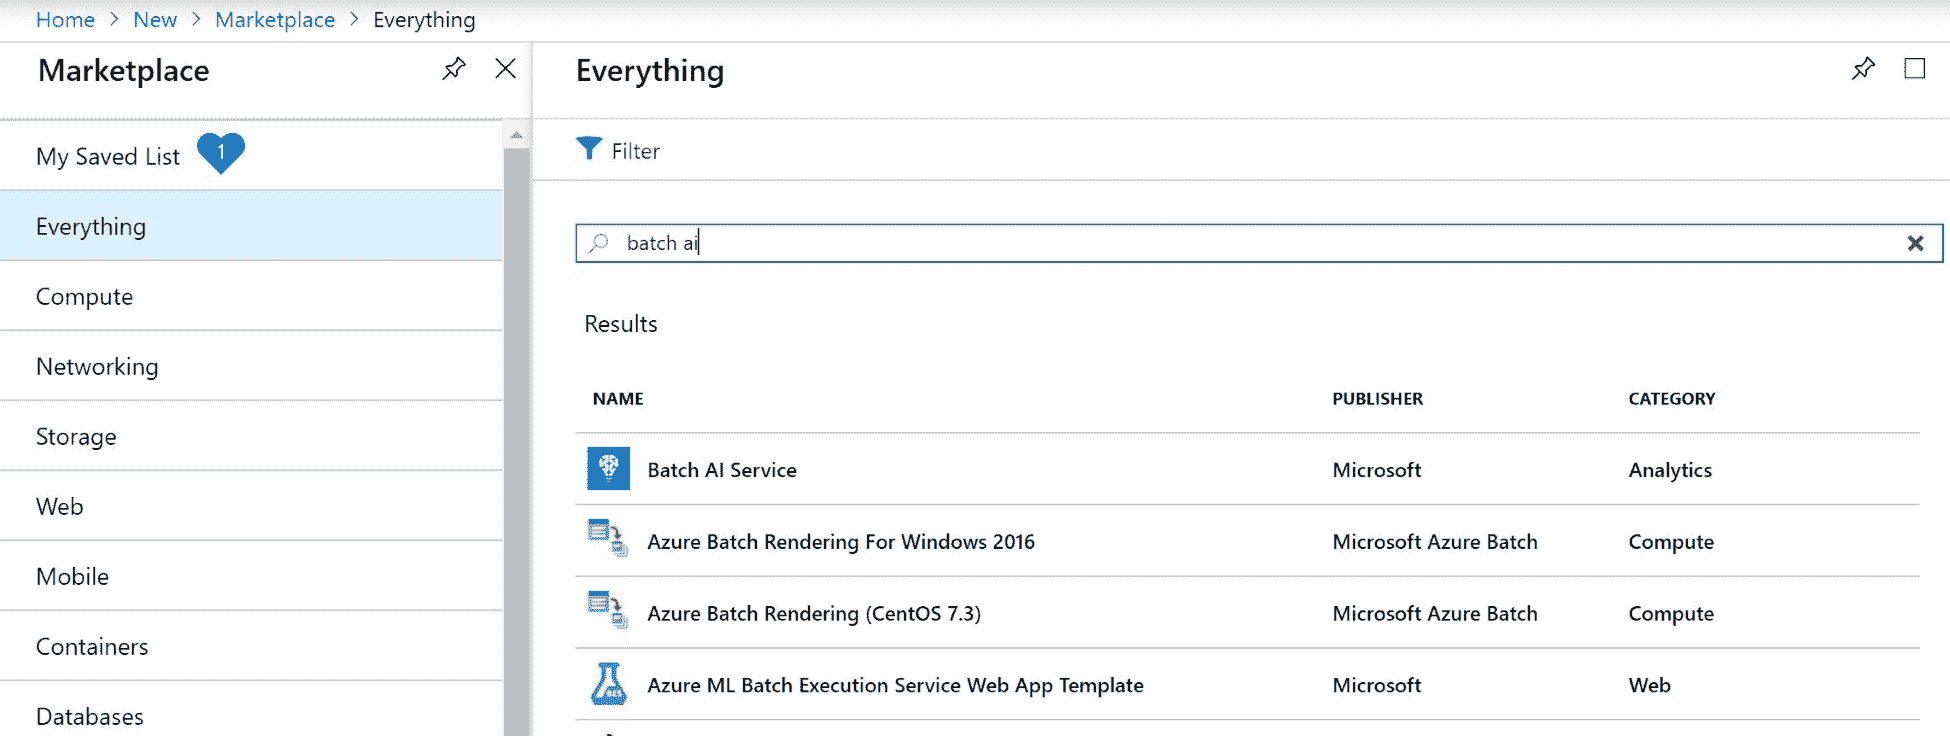 Home > New > Marketplace > Everything
Marketplace
My Saved List 1
Everything
Compute
Networking
Storage
Web
Mobile
Containers
Databases
Everything
Filter
batch ai
Results
NAME PUBLISHER CATEGORY
Batch AI Service Microsoft Analytics
Azure Batch Rendering For Windows 2016 Microsoft Azure Batch Compute
Azure Batch Rendering (CentOS 7.3) Microsoft Azure Batch Compute
Azure ML Batch Execution Service Web App Template Microsoft Web